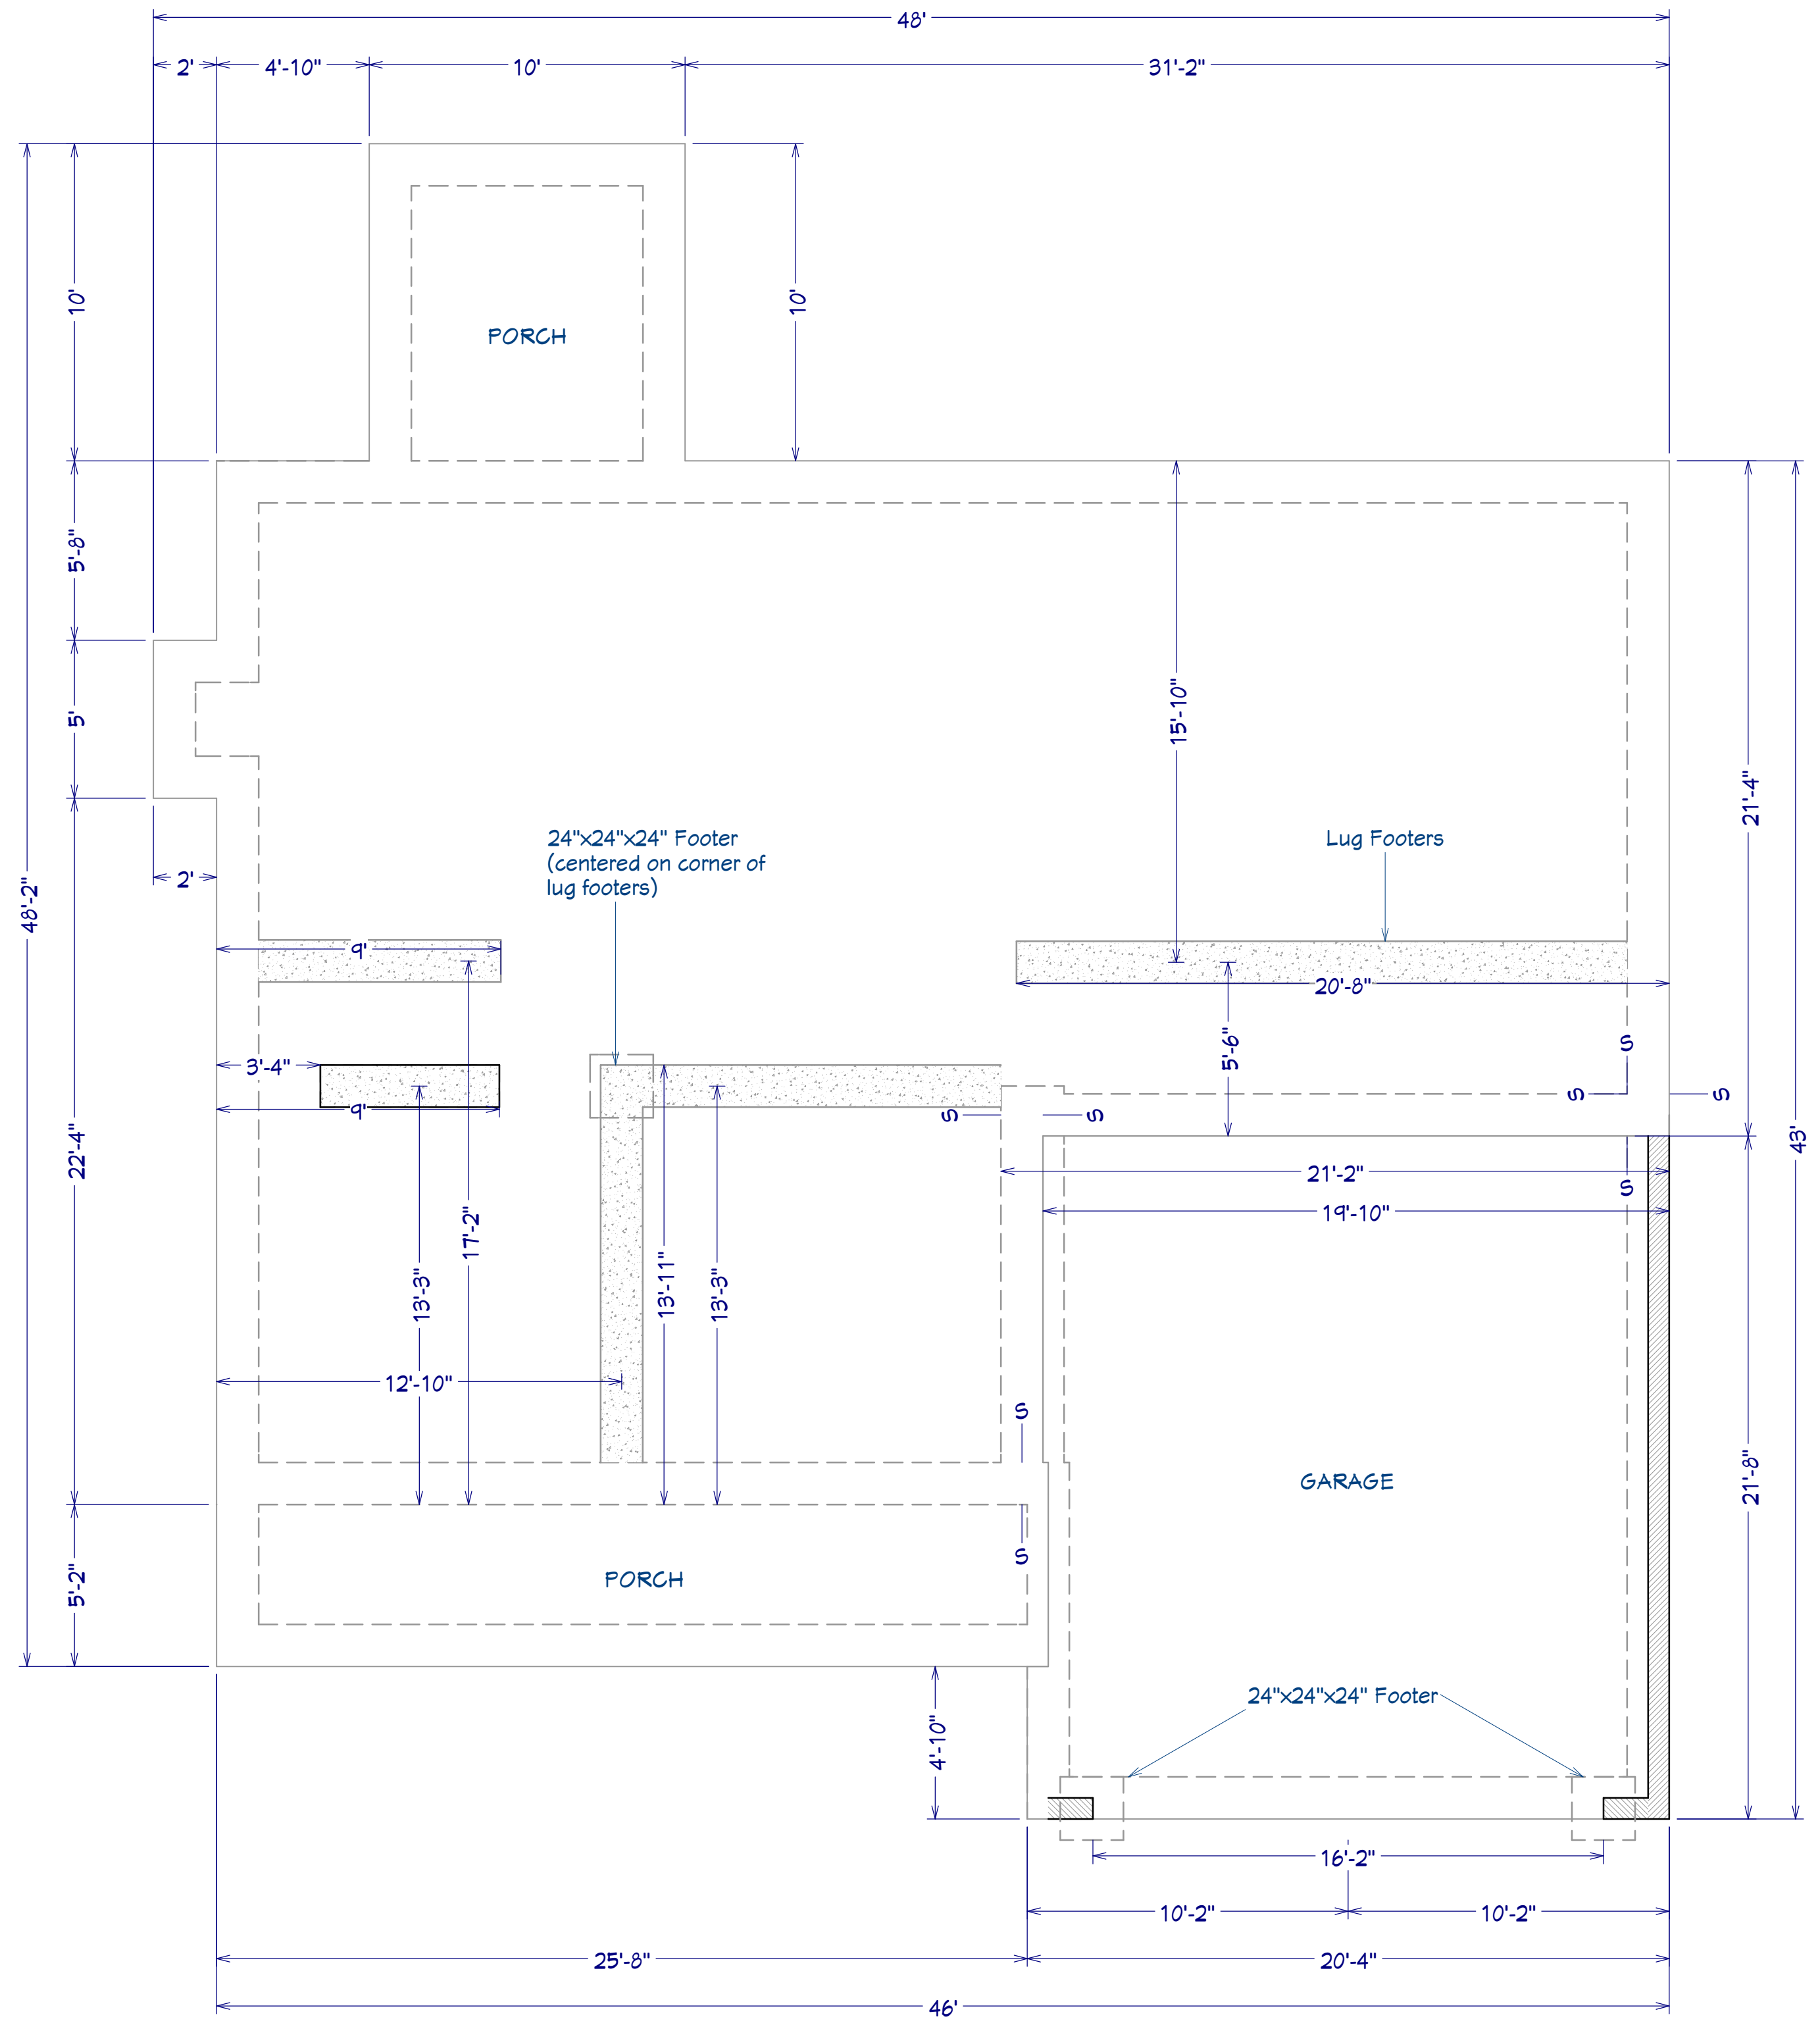 48'
2'
4'-10"
10'
31'-2"
10'
10'
PORCH
5'-8"
5'
15'-10"
21'-4"
24"x24"x24" Footer
(centered on corner of
lug footers)
Lug Footers
2'
48'-2"
9'
20'-8"
5'-6"
S
3'-4"
9'
S
S
S
S
43'
22'-4"
21'-2"
S
19'-10"
17'-2"
13'-3"
13'-11"
13'-3"
12'-10"
S
GARAGE
21'-8"
S
PORCH
5'-2"
24"x24"x24" Footer
4'-10"
16'-2"
10'-2"
10'-2"
25'-8"
20'-4"
46'